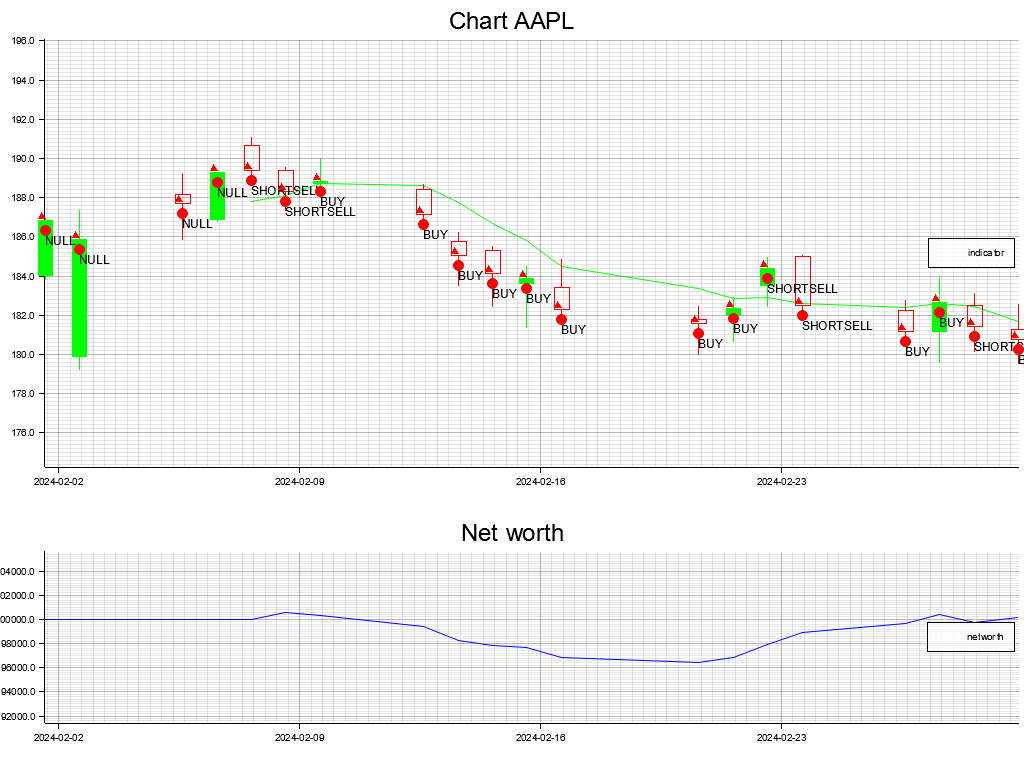 Chart AAPL
196.0
194.0
192.0
190.0
188.0
186.0
184.0
182.0
180.0
178.0
176.0
NULL
NULL
NULL
NULL
SHORTSELL
SHORTSELL
BUY
BUY
BUY
BUY
BUY
BUY
BUY
BUY
SHORTSELL
SHORTSELL
BUY
BUY
SHORTS
B
indicator
2024-02-02
2024-02-09
2024-02-16
2024-02-23
Net worth
04000.0
02000.0
00000.0
98000.0
96000.0
94000.0
92000.0
networth
2024-02-02
2024-02-09
2024-02-16
2024-02-23